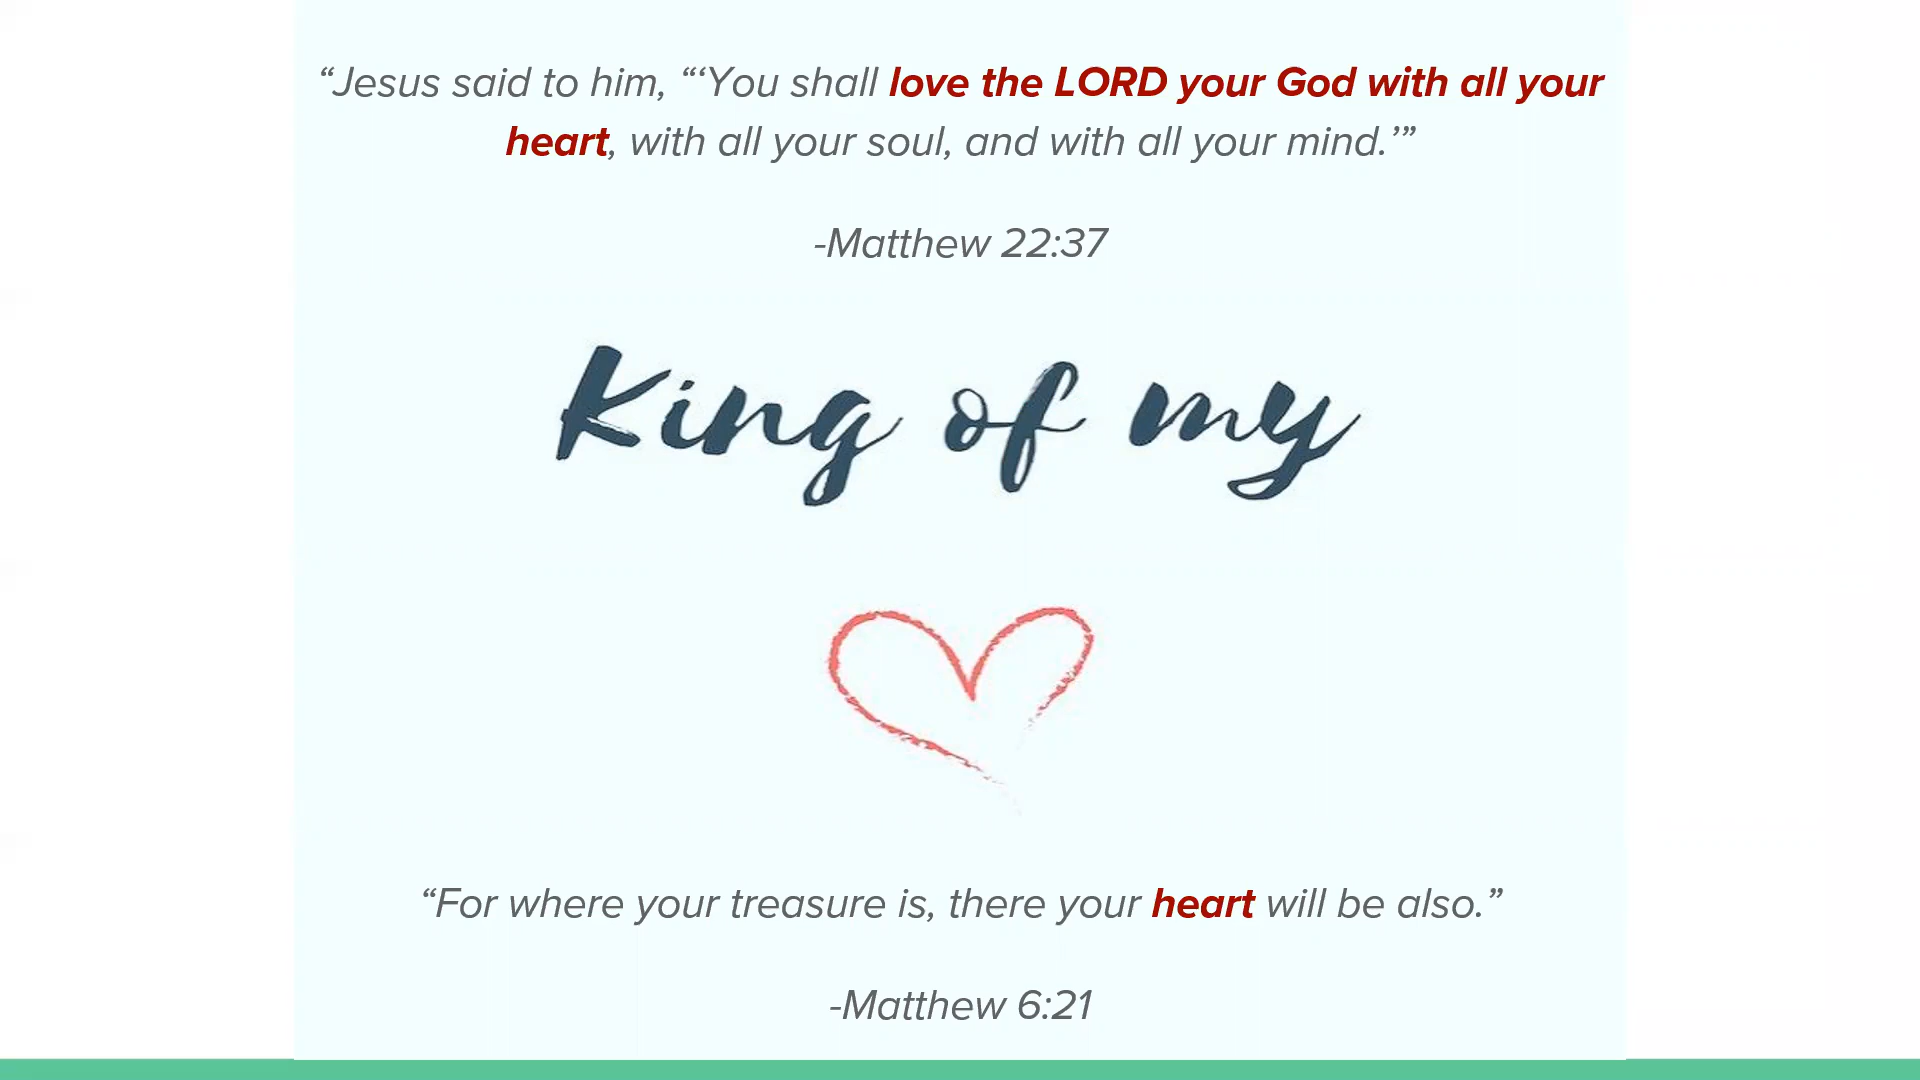 “Jesus said to him, “‘You shall love the LORD your God with all your
heart, with all your soul, and with all your mind.’”
-Matthew 22:37
King of my
“For where your treasure is, there your heart will be also.”
-Matthew 6:21